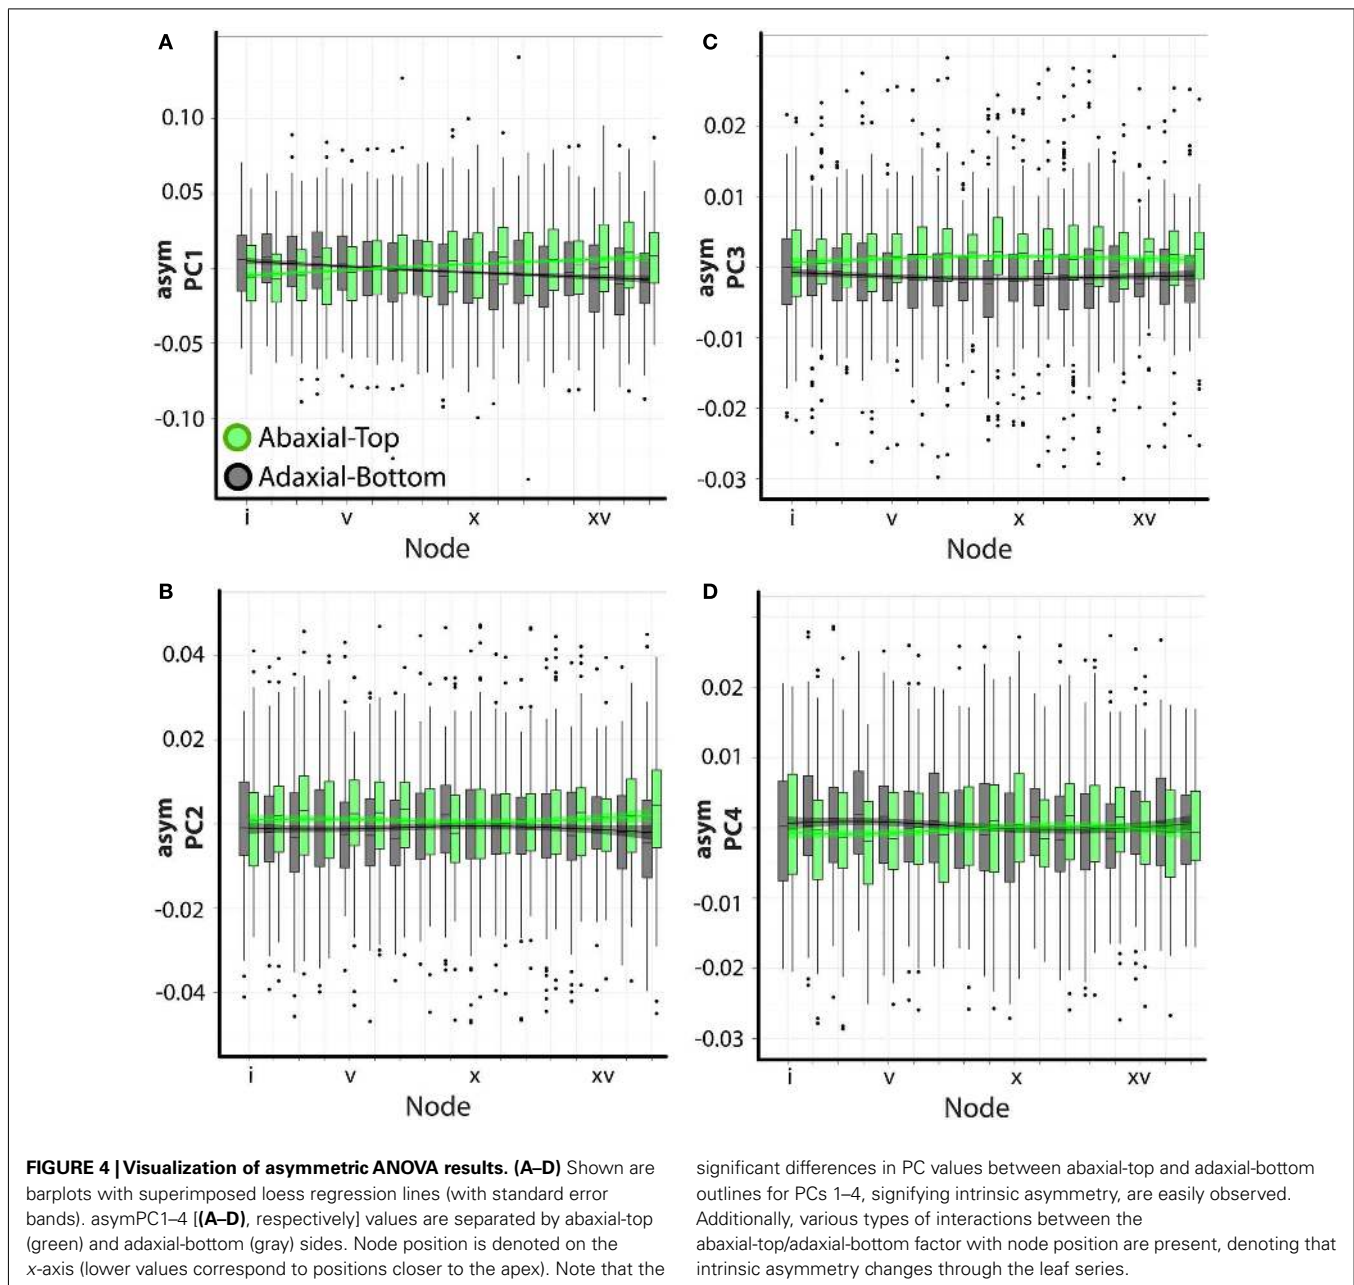 A
0.10
0.05
asym
PC1
-0.05
-0.10
Abaxial-Top
Adaxial-Bottom
i v x xv
Node
C
0.02
0.01
asym
PC3
-0.01
-0.02
-0.03
i v x xv
Node
B
0.04
0.02
asym
PC2
-0.02
-0.04
i v x xv
Node
D
0.02
0.01
asym
PC4
-0.01
-0.02
-0.03
i v x xv
Node
FIGURE 4 | Visualization of asymmetric ANOVA results. (A–D) Shown are
barplots with superimposed loess regression lines (with standard error
bands). asymPC1–4 [(A–D), respectively] values are separated by abaxial-top
(green) and adaxial-bottom (gray) sides. Node position is denoted on the
x-axis (lower values correspond to positions closer to the apex). Note that the
significant differences in PC values between abaxial-top and adaxial-bottom
outlines for PCs 1–4, signifying intrinsic asymmetry, are easily observed.
Additionally, various types of interactions between the
abaxial-top/adaxial-bottom factor with node position are present, denoting that
intrinsic asymmetry changes through the leaf series.